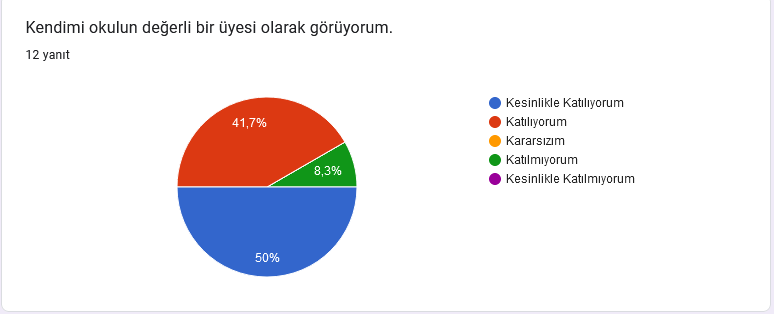 Kendimi okulun değerli bir üyesi olarak görüyorum.
12 yanıt
41,7%
8,3%
50%
Kesinlikle Katılıyorum
Katılıyorum
Kararsızım
Katılmıyorum
Kesinlikle Katılmıyorum